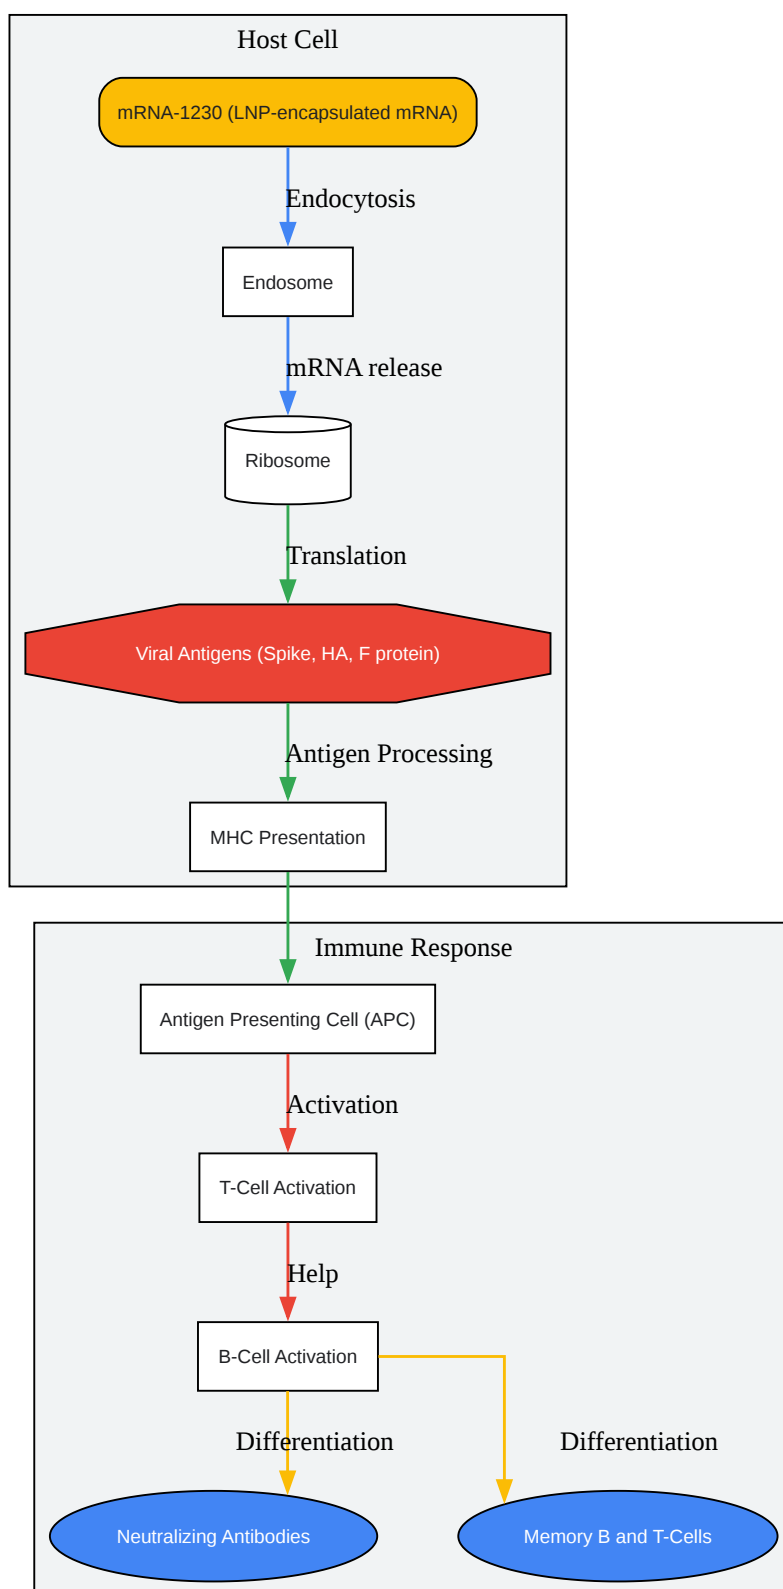 Host Cell
mRNA-1230 (LNP-encapsulated mRNA)
Endocytosis
Endosome
mRNA release
Ribosome
Translation
Viral Antigens (Spike, HA, F protein)
Antigen Processing
MHC Presentation
Immune Response
Antigen Presenting Cell (APC)
Activation
T-Cell Activation
Help
B-Cell Activation
Differentiation
Differentiation
Neutralizing Antibodies
Memory B and T-Cells